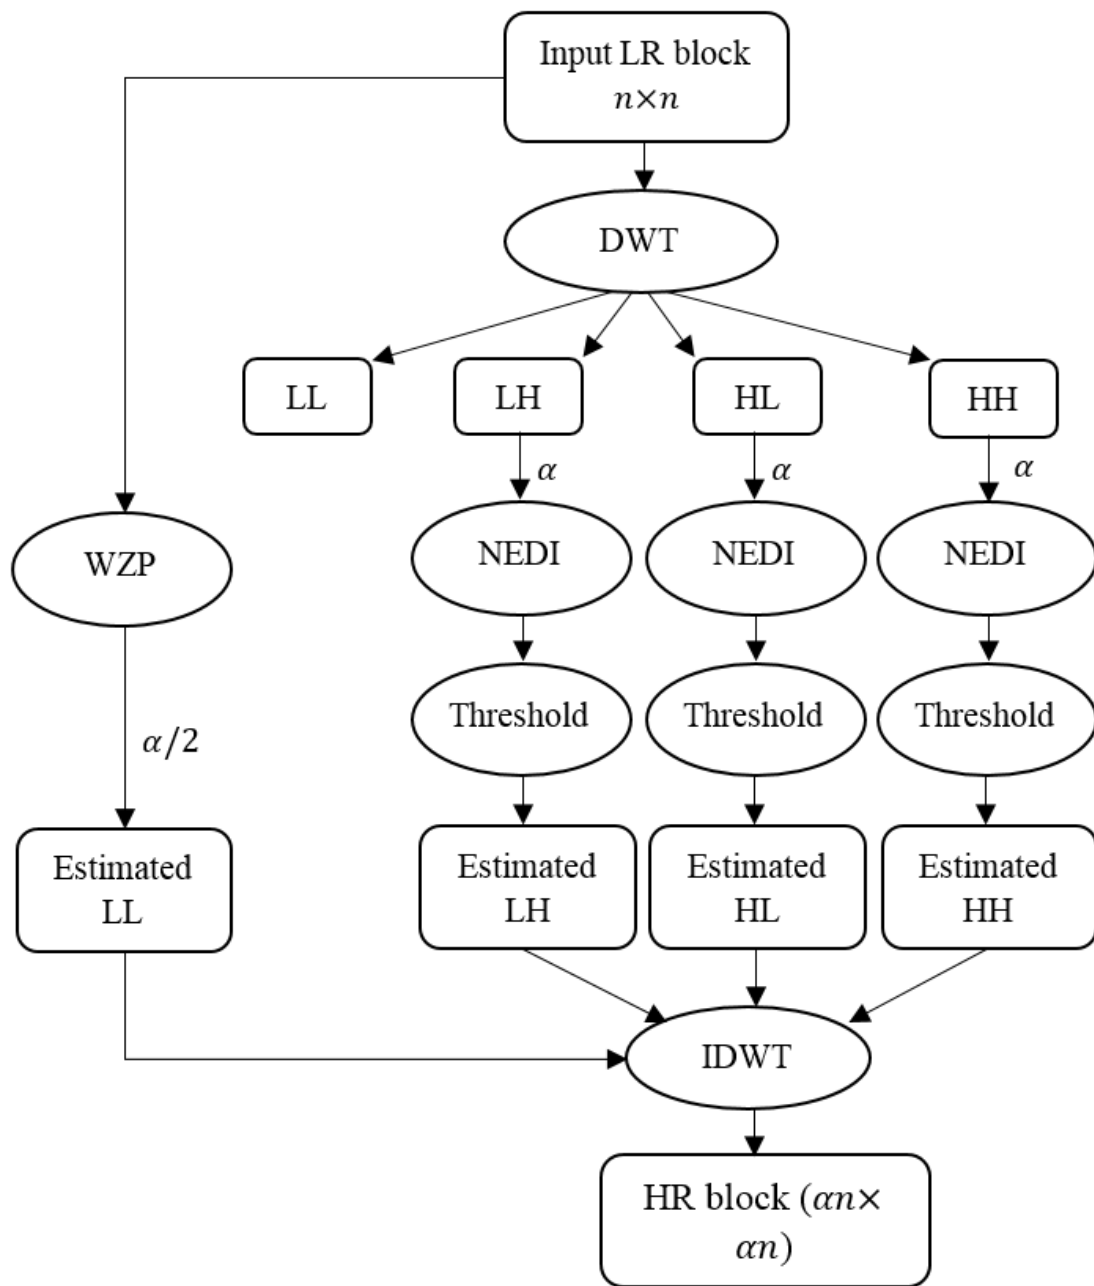 Input LR block
n×n
DWT
LL
LH
HL
HH
α
α
α
WZP
NEDI
NEDI
NEDI
Threshold
Threshold
Threshold
α/2
Estimated
LL
Estimated
LH
Estimated
HL
Estimated
HH
IDWT
HR block (αn×
αn)